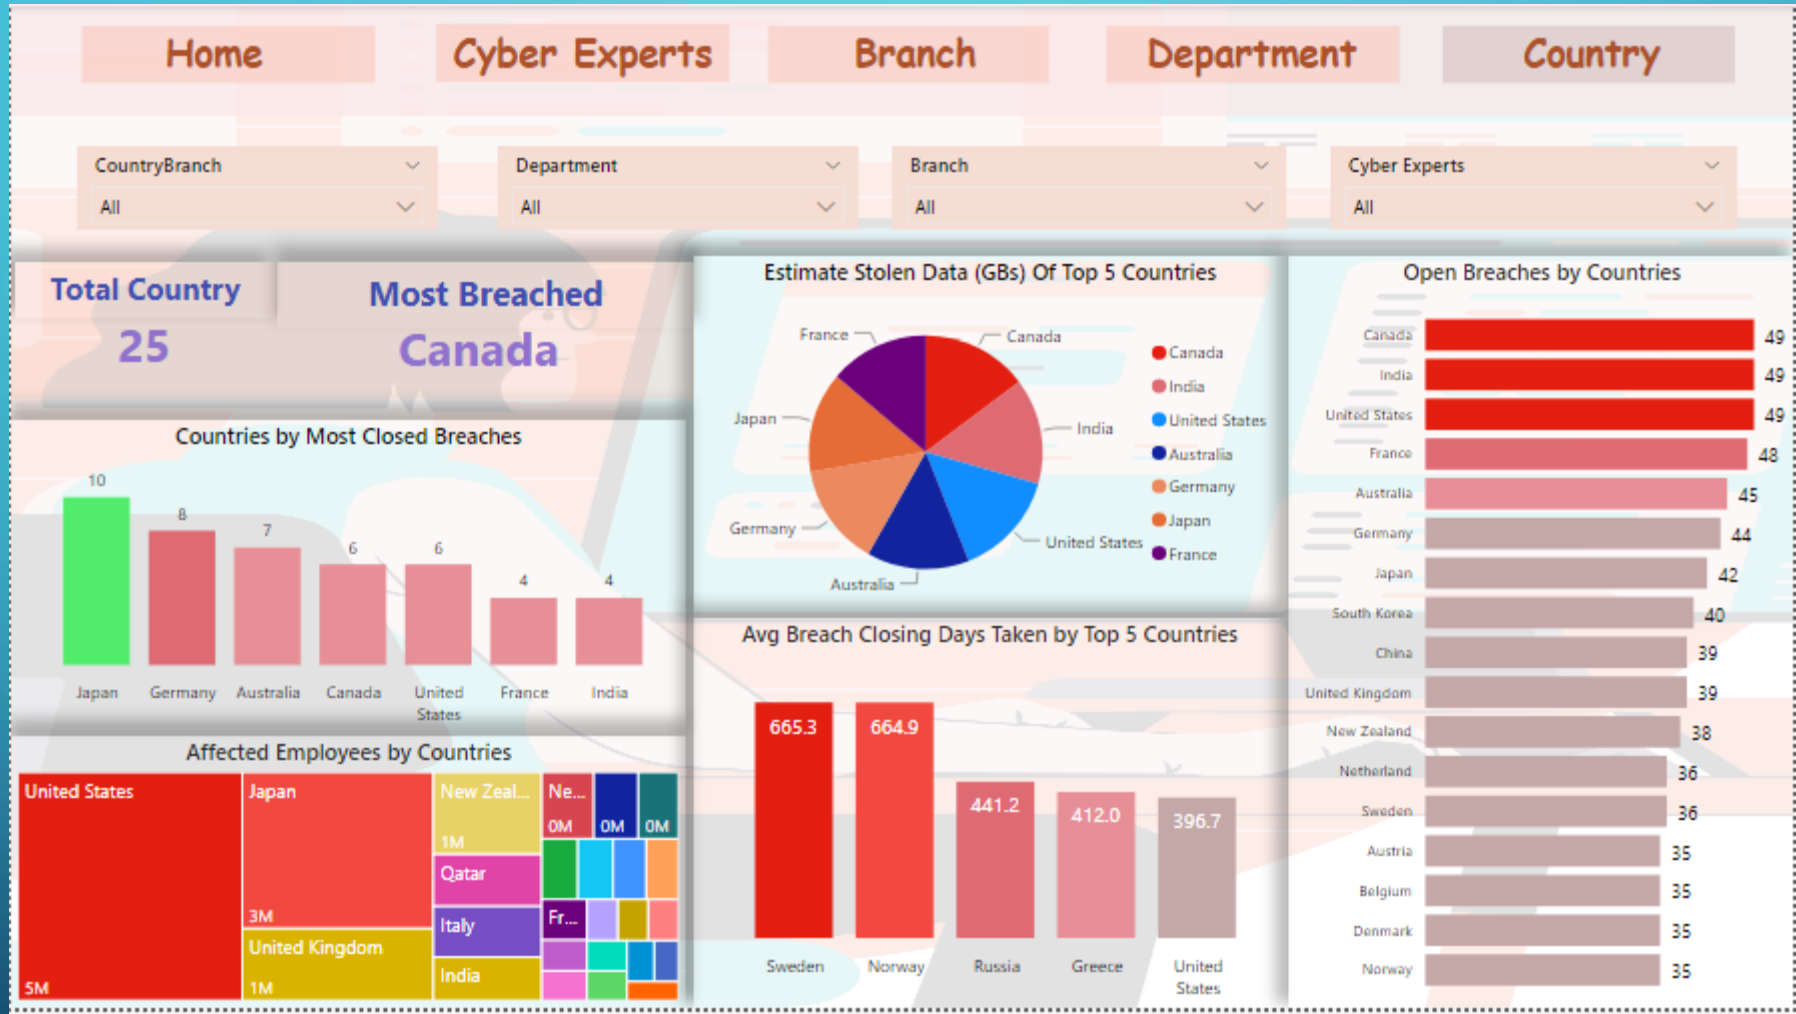 Home
Cyber Experts
Branch
Department
Country
CountryBranch
All
Department
All
Branch
All
Cyber Experts
All
Total Country
25
Most Breached
Canada
Countries by Most Closed Breaches
10
8
7
6
6
4
4
Japan
Germany
Australia
Canada
United
States
France
India
Affected Employees by Countries
United States
5M
Japan
3M
United Kingdom
1M
New Zeal...
1M
Qatar
Italy
India
Ne...
0M
0M
0M
Fr...
Estimate Stolen Data (GBs) Of Top 5 Countries
France
Canada
Japan
India
Germany
United States
Australia
Canada
India
United States
Australia
Germany
Japan
France
Avg Breach Closing Days Taken by Top 5 Countries
665.3
664.9
441.2
412.0
396.7
Sweden
Norway
Russia
Greece
United
States
Open Breaches by Countries
Canada 49
India 49
United States 49
France 48
Australia 45
Germany 44
Japan 42
South Korea 40
China 39
United Kingdom 39
New Zealand 38
Netherland 36
Sweden 36
Austria 35
Belgium 35
Denmark 35
Norway 35